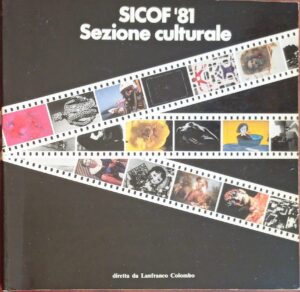 SICOF '81
Sezione culturale
diretta da Lanfranco Colombo